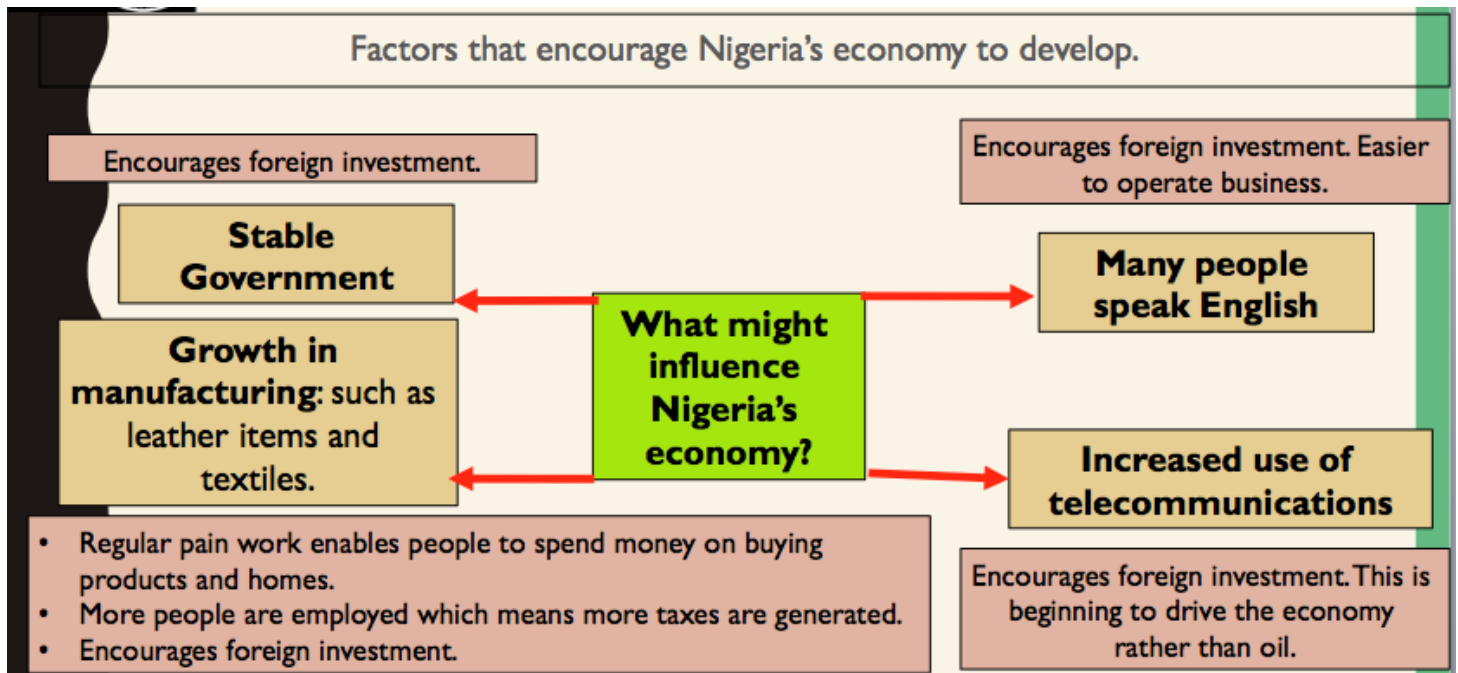 Factors that encourage Nigeria's economy to develop.
Encourages foreign investment.
Stable
Government
Growth in
manufacturing: such as
leather items and
textiles.
• Regular pain work enables people to spend money on buying
products and homes.
• More people are employed which means more taxes are generated.
• Encourages foreign investment.
What might
influence
Nigeria's
economy?
Encourages foreign investment. Easier
to operate business.
Many people
speak English
Increased use of
telecommunications
Encourages foreign investment. This is
beginning to drive the economy
rather than oil.